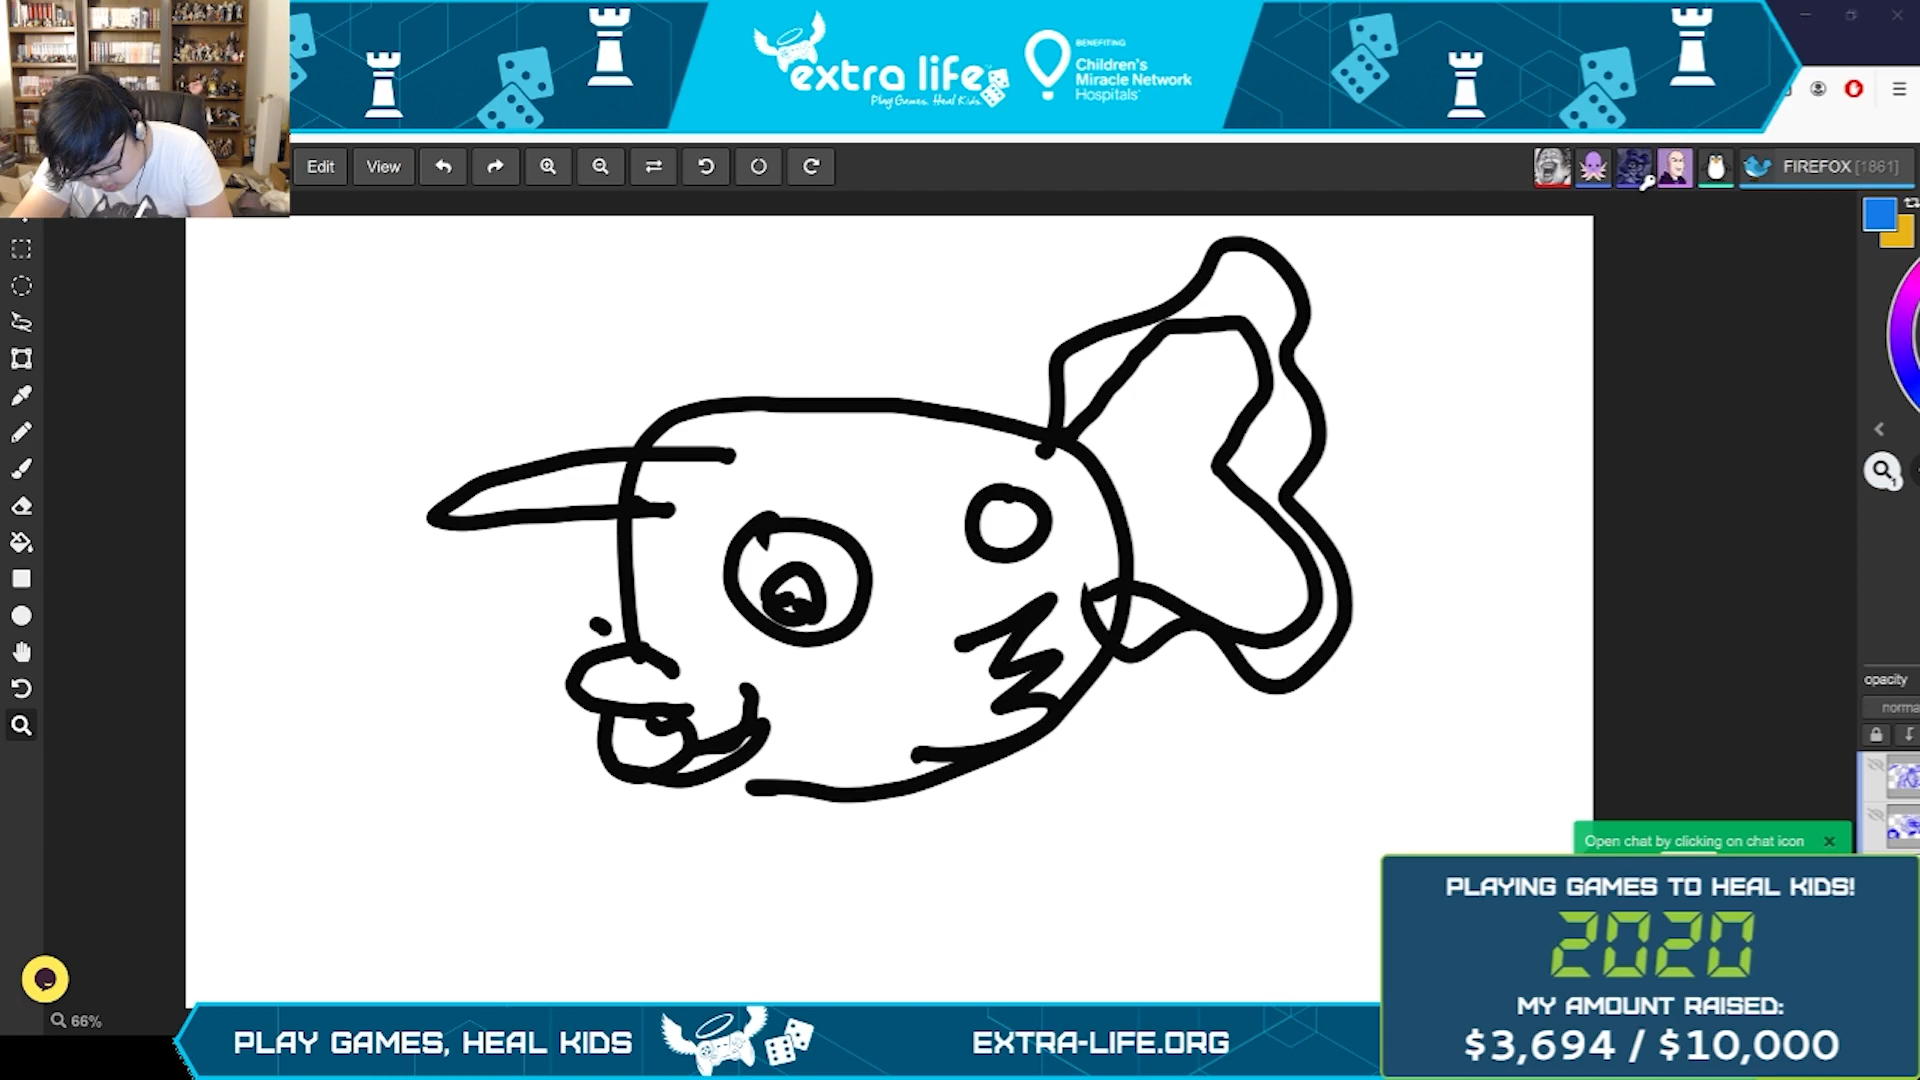 extra life
Play Games. Heal Kids.
BENEFITING
Children's
Miracle Network
Hospitals
Edit
View
FIREFOX [1861]
opacity
norma
Open chat by clicking on chat icon
PLAYING GAMES TO HEAL KIDS!
2020
MY AMOUNT RAISED:
$3,694 / $10,000
66%
PLAY GAMES, HEAL KIDS
EXTRA-LIFE.ORG